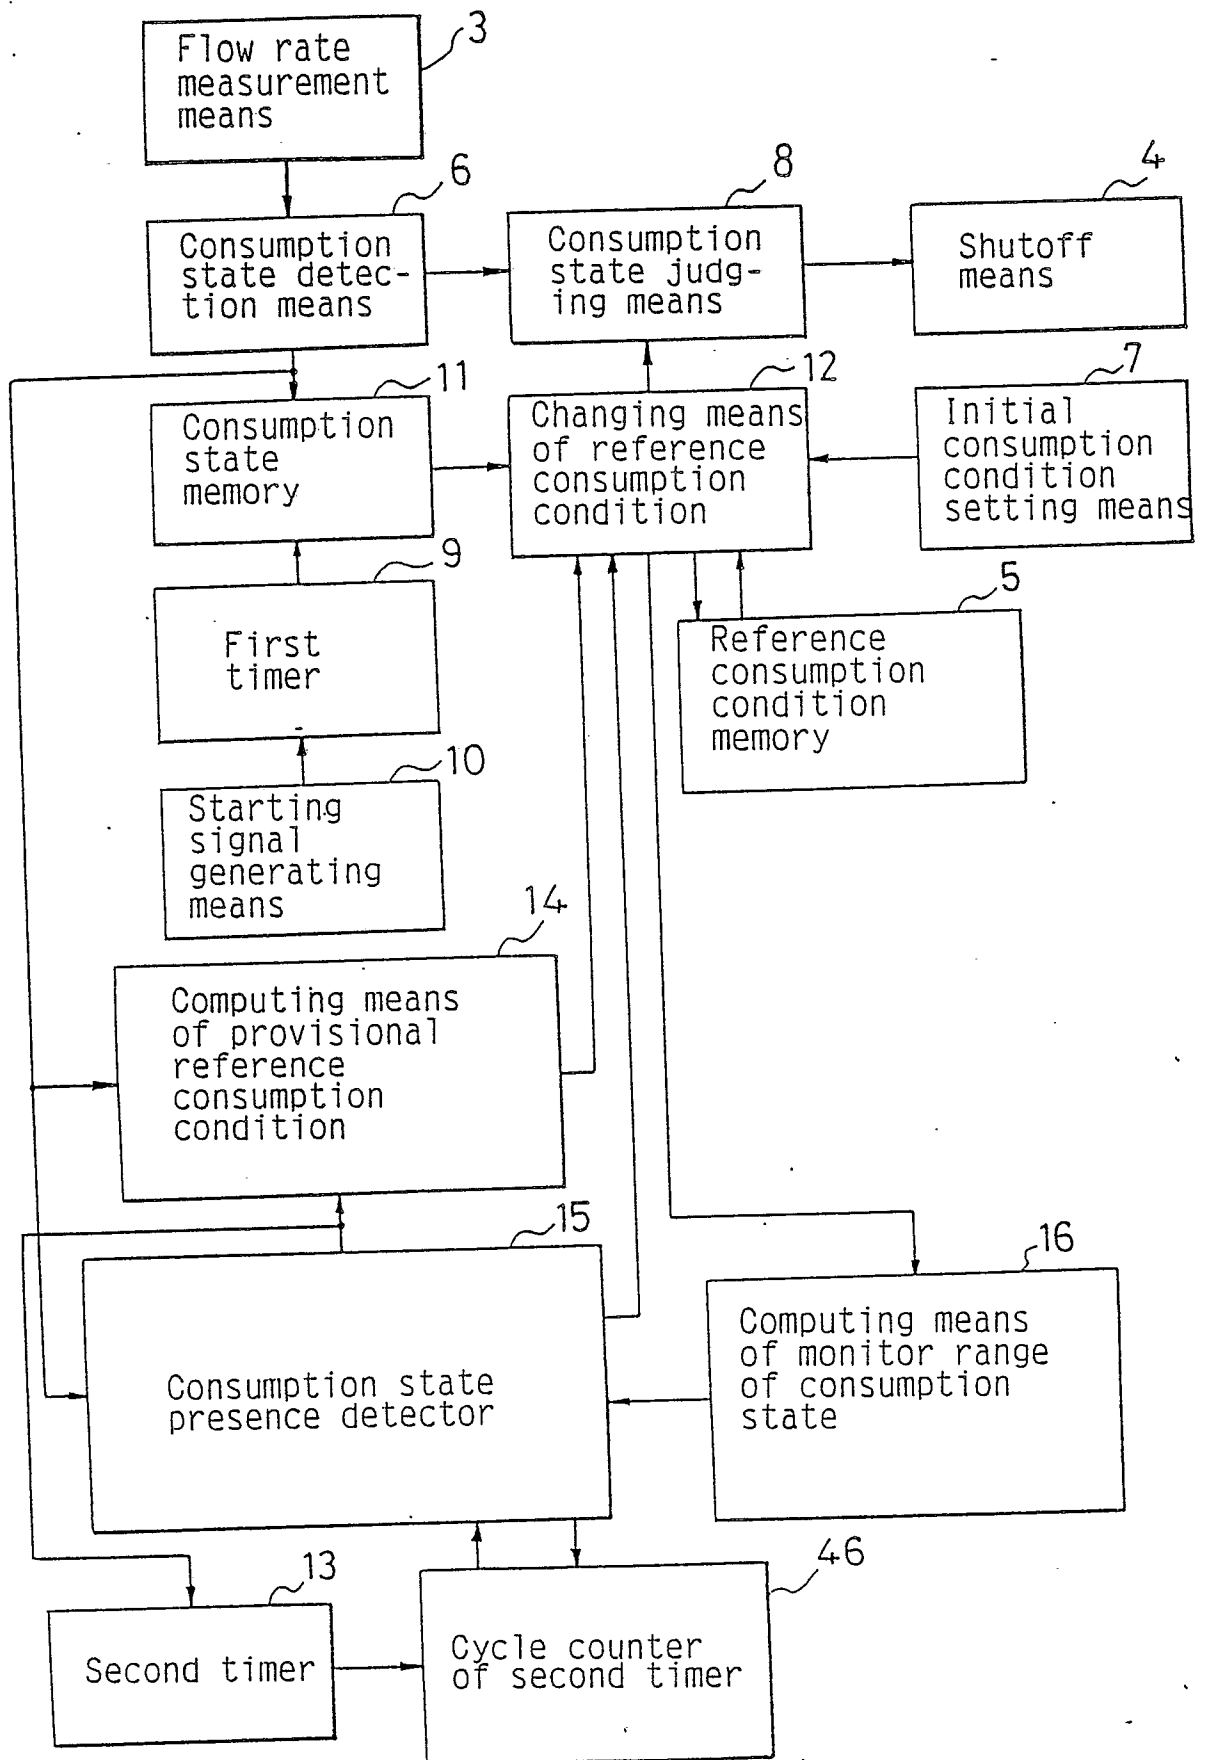 3
Flow rate
measurement
means
6
Consumption
state detec-
tion means
8
Consumption
state judg-
ing means
4
Shutoff
means
11
Consumption
state
memory
12
Changing means
of reference
consumption
condition
7
Initial
consumption
condition
setting means
9
First
timer
5
Reference
consumption
condition
memory
10
Starting
signal
generating
means
14
Computing means
of provisional
reference
consumption
condition
15
Consumption state
presence detector
16
Computing means
of monitor range
of consumption
state
13
Second timer
46
Cycle counter
of second timer